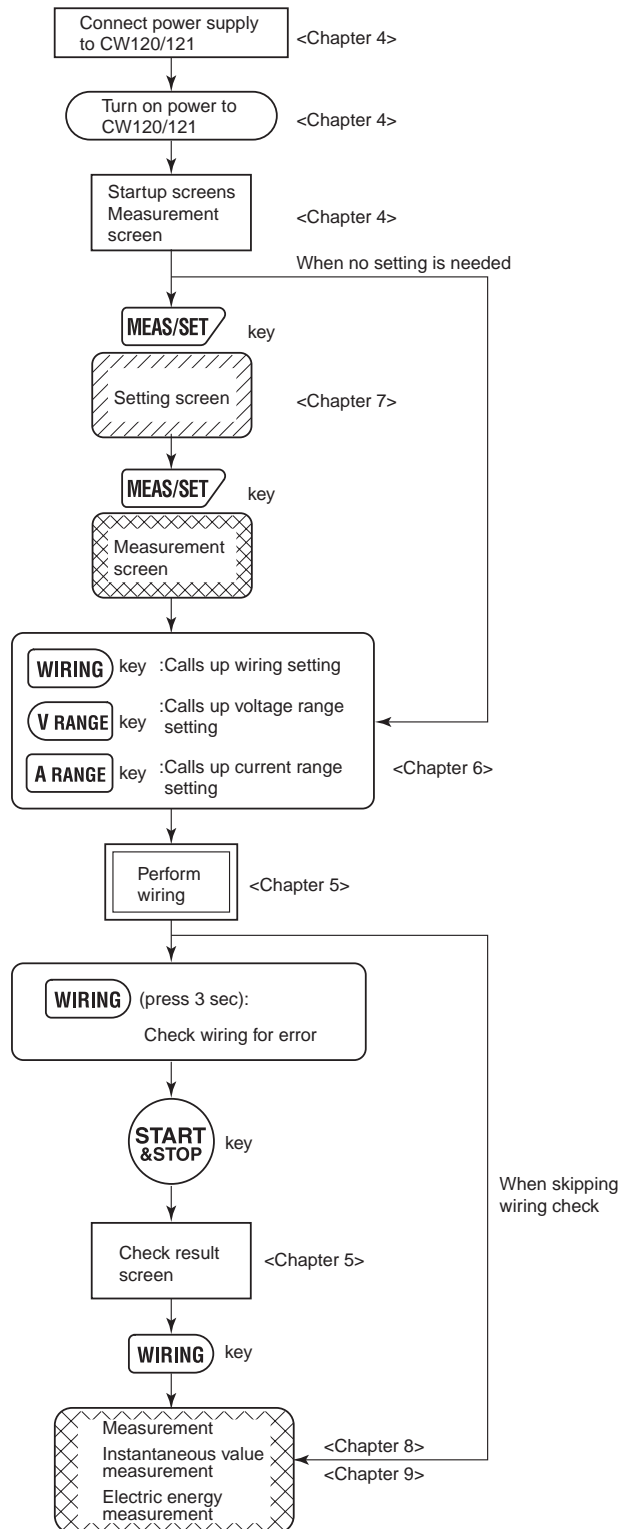 Connect power supply
to CW120/121
<Chapter 4>
Turn on power to
CW120/121
<Chapter 4>
Startup screens
Measurement
screen
<Chapter 4>
When no setting is needed
MEAS/SET key
Setting screen
<Chapter 7>
MEAS/SET key
Measurement
screen
WIRING key :Calls up wiring setting
V RANGE key :Calls up voltage range
setting
A RANGE key :Calls up current range
setting
<Chapter 6>
Perform
wiring
<Chapter 5>
WIRING (press 3 sec):
Check wiring for error
START
&STOP key
When skipping
wiring check
Check result
screen
<Chapter 5>
WIRING key
Measurement
Instantaneous value
measurement
Electric energy
measurement
<Chapter 8>
<Chapter 9>